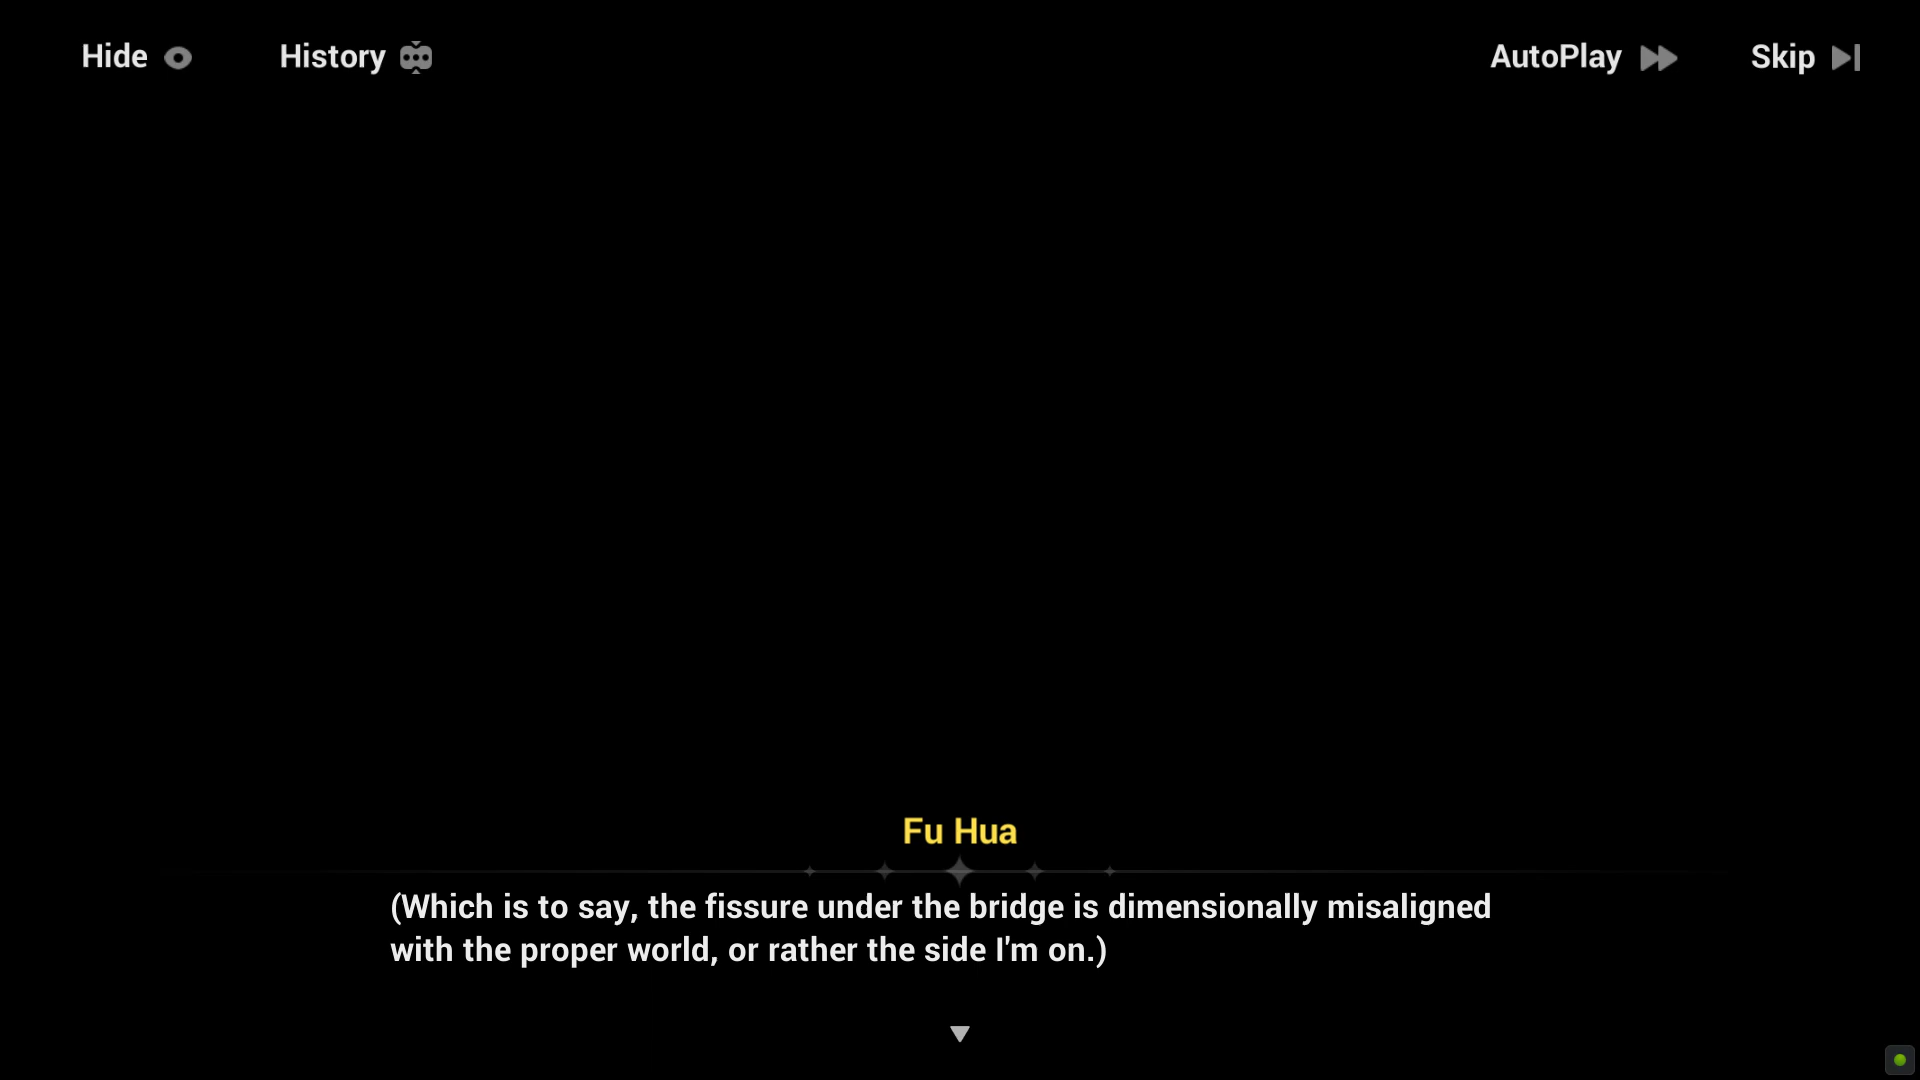 Hide
History
AutoPlay
Skip
Fu Hua
(Which is to say, the fissure under the bridge is dimensionally misaligned
with the proper world, or rather the side I'm on.)